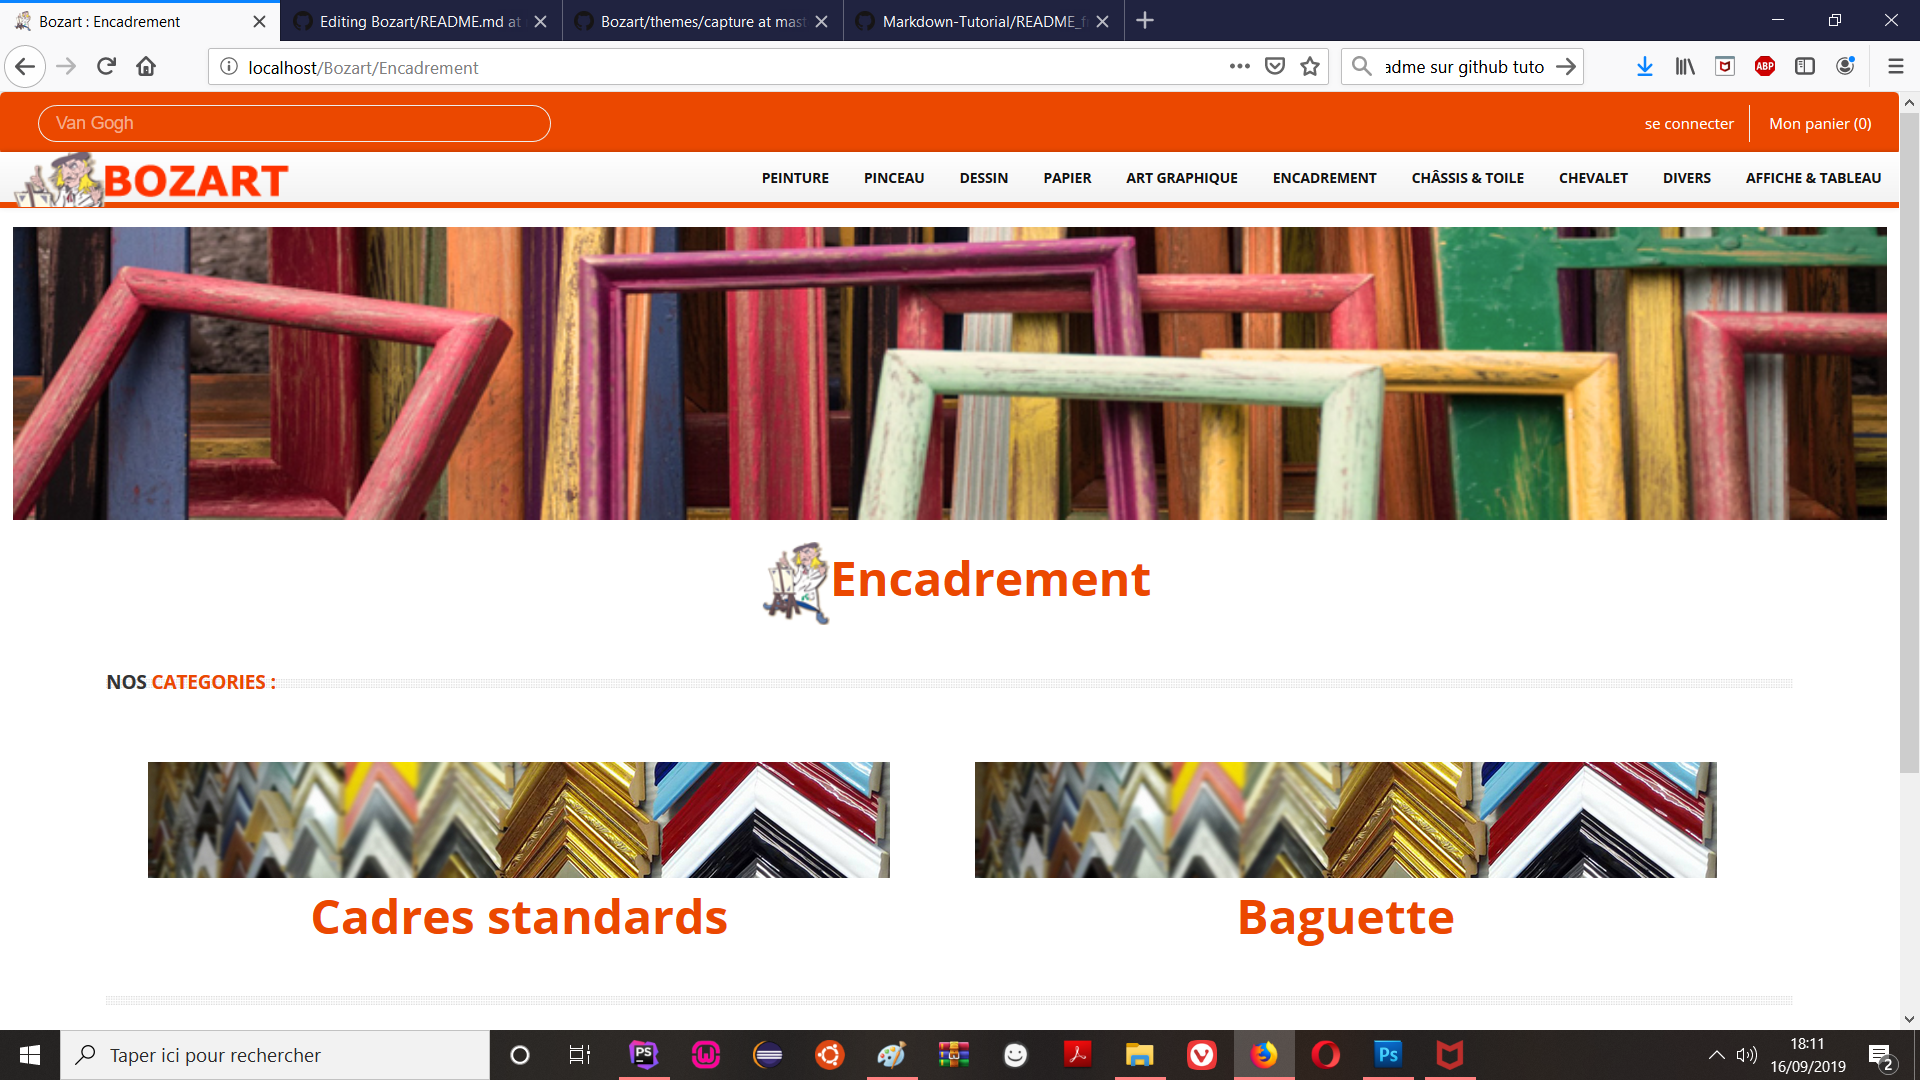 Bozart : Encadrement
Editing Bozart/README.md at
Bozart/themes/capture at mast
Markdown-Tutorial/README_f
localhost/Bozart/Encadrement
adme sur github tuto
ABP
Van Gogh
se connecter
Mon panier (0)
BOZART
PEINTURE
PINCEAU
DESSIN
PAPIER
ART GRAPHIQUE
ENCADREMENT
CHÂSSIS & TOILE
CHEVALET
DIVERS
AFFICHE & TABLEAU
Encadrement
NOS CATEGORIES :
Cadres standards
Baguette
Taper ici pour rechercher
PS
Ps
18:11
16/09/2019
2